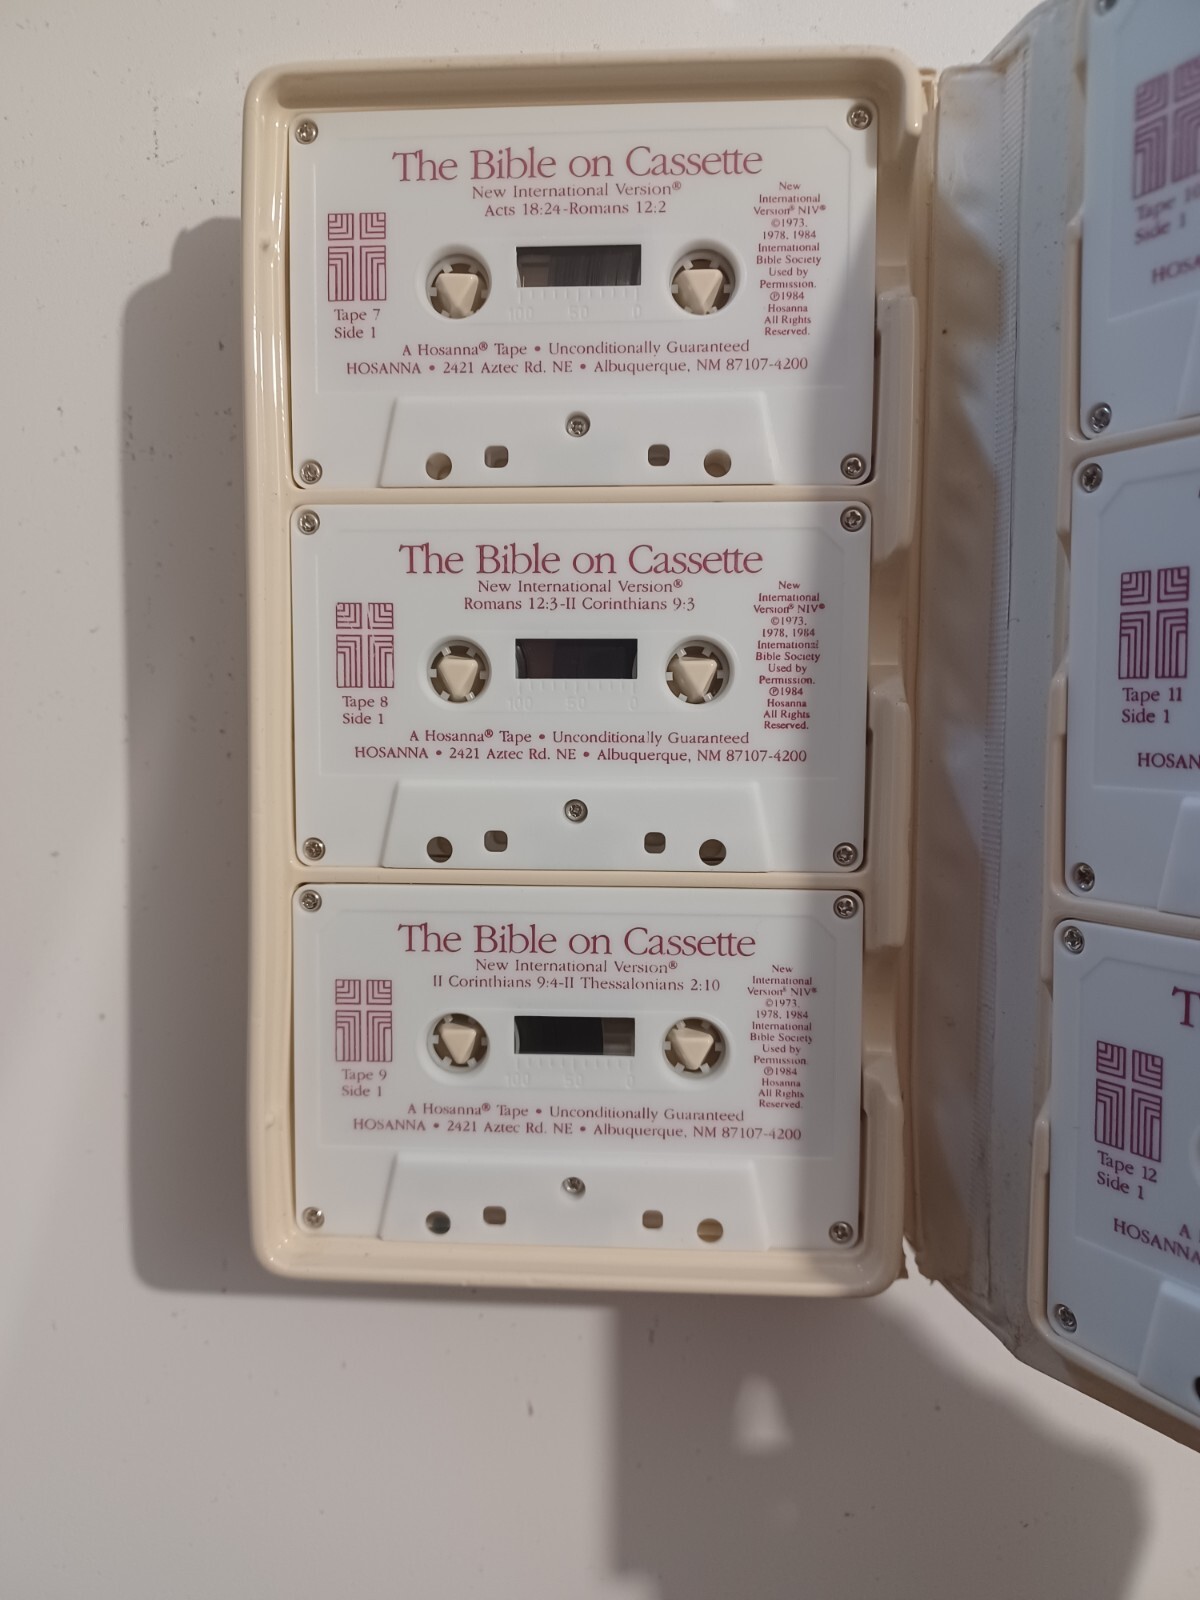 The Bible on Cassette
New International Version®
Acts 18:24-Romans 12:2
New
International
Version® NIV®
©1973,
1978, 1984
International
Bible Society
Used by
Permission.
℗1984
Hosanna
All Rights
Reserved.
Tape 7
Side 1
100 50 0
A Hosanna® Tape • Unconditionally Guaranteed
HOSANNA • 2421 Aztec Rd. NE • Albuquerque, NM 87107-4200
The Bible on Cassette
New International Version®
Romans 12:3-II Corinthians 9:3
New
International
Version® NIV®
©1973,
1978, 1984
International
Bible Society
Used by
Permission.
℗1984
Hosanna
All Rights
Reserved.
Tape 8
Side 1
100 50 0
A Hosanna® Tape • Unconditionally Guaranteed
HOSANNA • 2421 Aztec Rd. NE • Albuquerque, NM 87107-4200
The Bible on Cassette
New International Version®
II Corinthians 9:4-II Thessalonians 2:10
New
International
Version® NIV®
©1973,
1978, 1984
International
Bible Society
Used by
Permission.
℗1984
Hosanna
All Rights
Reserved.
Tape 9
Side 1
100 50 0
A Hosanna® Tape • Unconditionally Guaranteed
HOSANNA • 2421 Aztec Rd. NE • Albuquerque, NM 87107-4200
Tape 10
Side 1
HOSA
Tape 11
Side 1
HOSAN
T
Tape 12
Side 1
A
HOSANNA